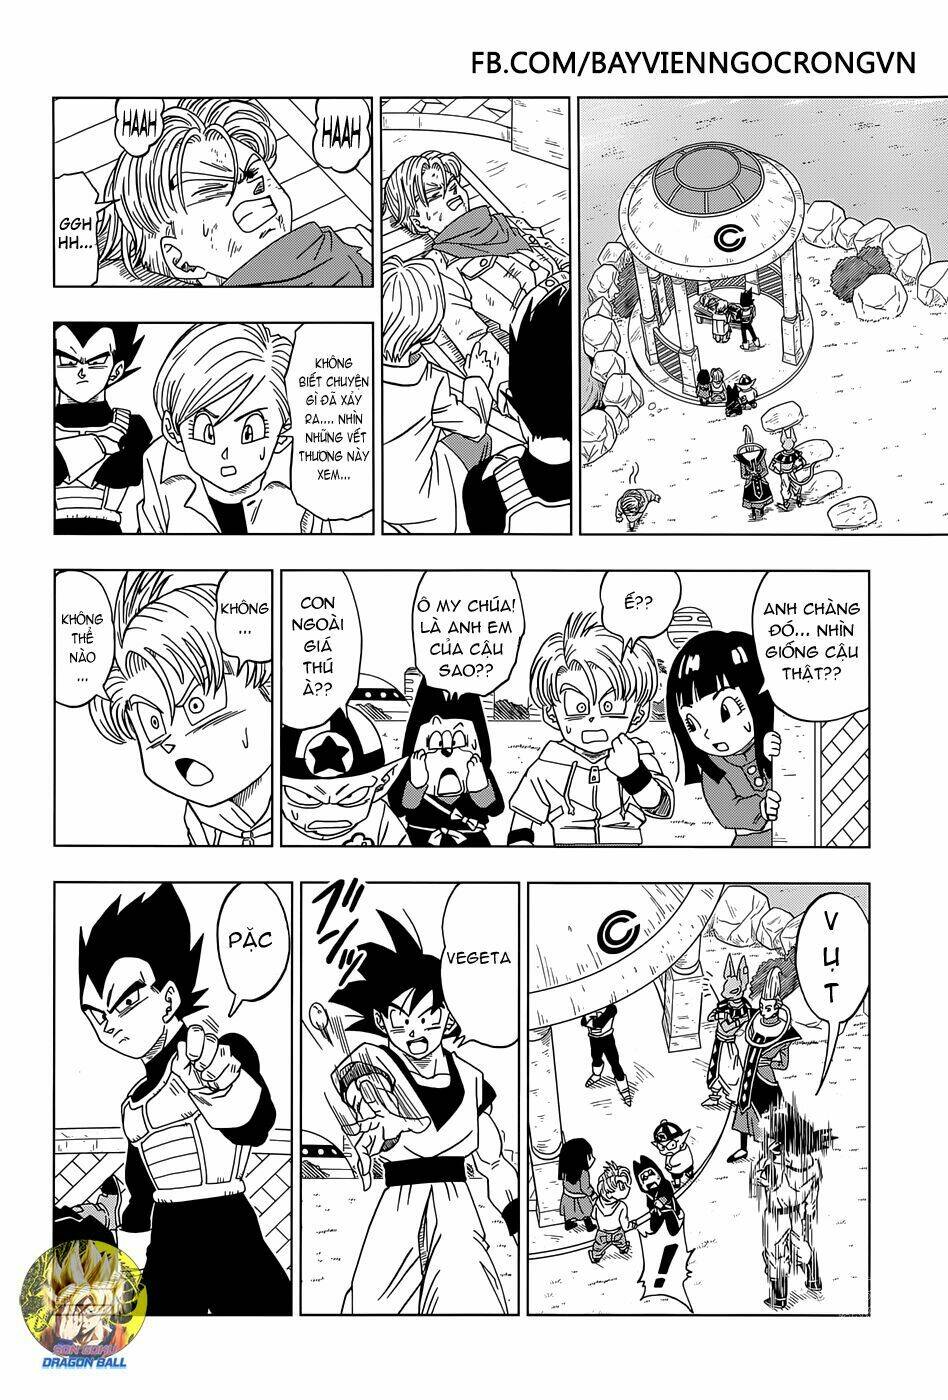 FB.COM/BAYVIENNGOCRONGVN
HAAH
HAAH
GGH
HH...
KHÔNG
BIẾT CHUYỆN
GÌ ĐÃ XẢY
RA.... NHÌN
NHỮNG VẾT
THƯƠNG NÀY
XEM...
ANH CHÀNG
ĐÓ... NHÌN
GIỐNG CẬU
THẬT??
Ế??
Ô MY CHÚA!
LÀ ANH EM
CỦA CẬU
SAO??
CON
NGOÀI
GIÁ
THÚ
À??
KHÔNG
...
KHÔNG
THỂ
NÀO
...
VỤT
!
VEGETA
PẶC
SON GOKU
DRAGON BALL